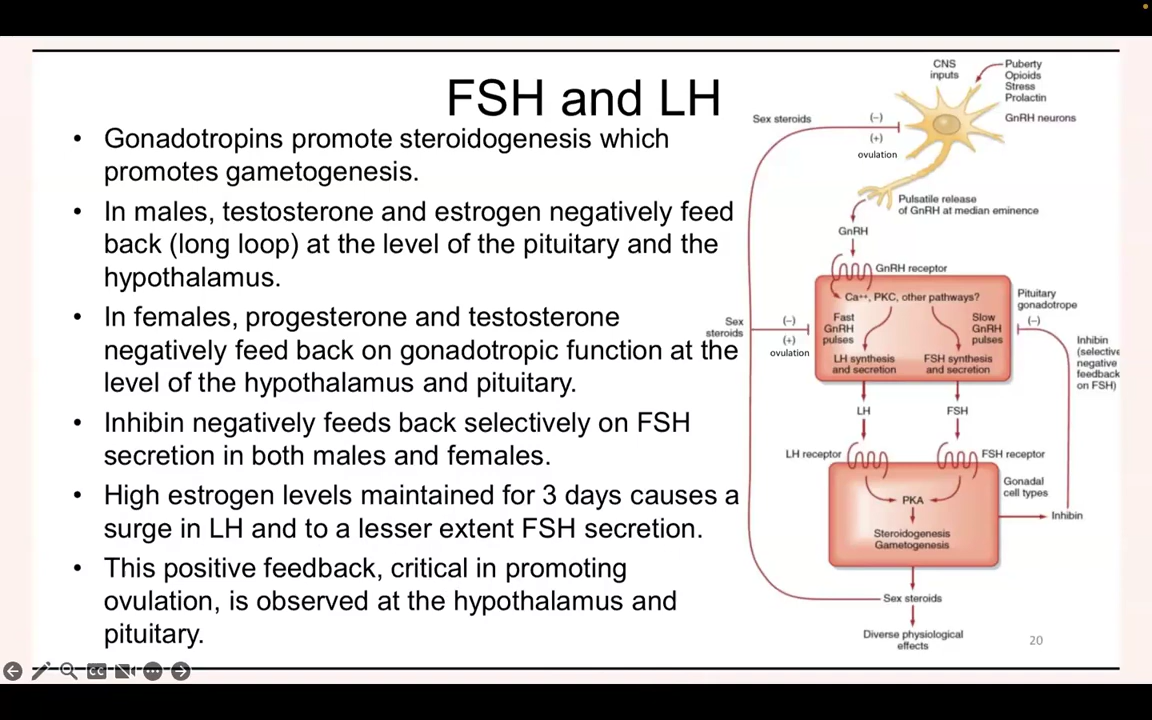 FSH and LH
• Gonadotropins promote steroidogenesis which
promotes gametogenesis.
• In males, testosterone and estrogen negatively feed
back (long loop) at the level of the pituitary and the
hypothalamus.
• In females, progesterone and testosterone
negatively feed back on gonadotropic function at the
level of the hypothalamus and pituitary.
• Inhibin negatively feeds back selectively on FSH
secretion in both males and females.
• High estrogen levels maintained for 3 days causes a
surge in LH and to a lesser extent FSH secretion.
• This positive feedback, critical in promoting
ovulation, is observed at the hypothalamus and
pituitary.
CNS
inputs
Puberty
Opioids
Stress
Prolactin
GnRH neurons
Sex steroids
(−)
(+)
ovulation
Pulsatile release
of GnRH at median eminence
GnRH
GnRH receptor
Ca++, PKC, other pathways?
Fast
GnRH
pulses
Slow
GnRH
pulses
LH synthesis
and secretion
FSH synthesis
and secretion
Pituitary
gonadotrope
(−)
Sex
steroids
(−)
(+)
ovulation
Inhibin
(selective
negative
feedback
on FSH)
LH
FSH
LH receptor
FSH receptor
Gonadal
cell types
PKA
Steroidogenesis
Gametogenesis
Inhibin
Sex steroids
Diverse physiological
effects
20
CC